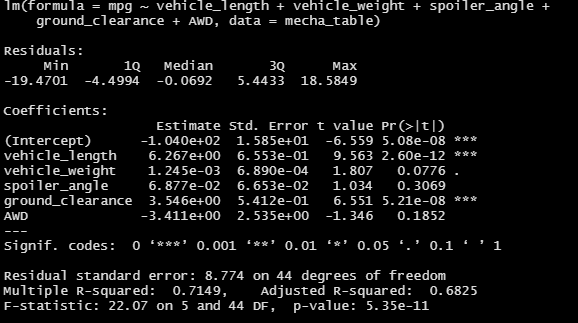 lm(formula = mpg ~ vehicle_length + vehicle_weight + spoiler_angle +
    ground_clearance + AWD, data = mecha_table)

Residuals:
     Min       1Q   Median       3Q      Max
-19.4701  -4.4994  -0.0692   5.4433  18.5849

Coefficients:
                   Estimate Std. Error t value Pr(>|t|)
(Intercept)      -1.040e+02  1.585e+01  -6.559 5.08e-08 ***
vehicle_length    6.267e+00  6.553e-01   9.563 2.60e-12 ***
vehicle_weight    1.245e-03  6.890e-04   1.807   0.0776 .
spoiler_angle     6.877e-02  6.653e-02   1.034   0.3069
ground_clearance  3.546e+00  5.412e-01   6.551 5.21e-08 ***
AWD              -3.411e+00  2.535e+00  -1.346   0.1852
---
Signif. codes:  0 ‘***’ 0.001 ‘**’ 0.01 ‘*’ 0.05 ‘.’ 0.1 ‘ ’ 1

Residual standard error: 8.774 on 44 degrees of freedom
Multiple R-squared:  0.7149,    Adjusted R-squared:  0.6825
F-statistic: 22.07 on 5 and 44 DF,  p-value: 5.35e-11